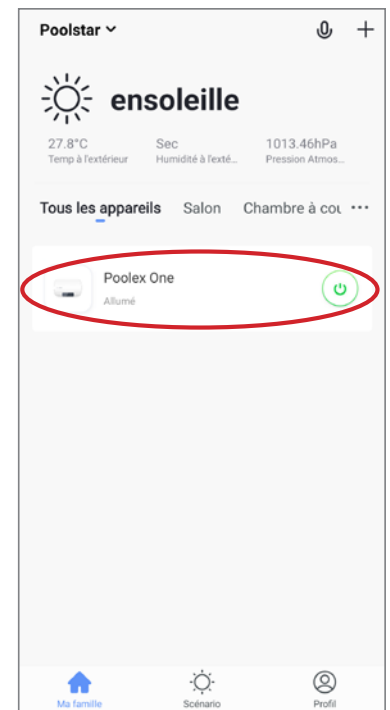 Poolstar
ensoleille
27.8°C Sec 1013.46hPa
Temp à l'extérieur Humidité à l'exté... Pression Atmos...
Tous les appareils Salon Chambre à cou ...
Poolex One
Allumé
Ma famille Scénario Profil